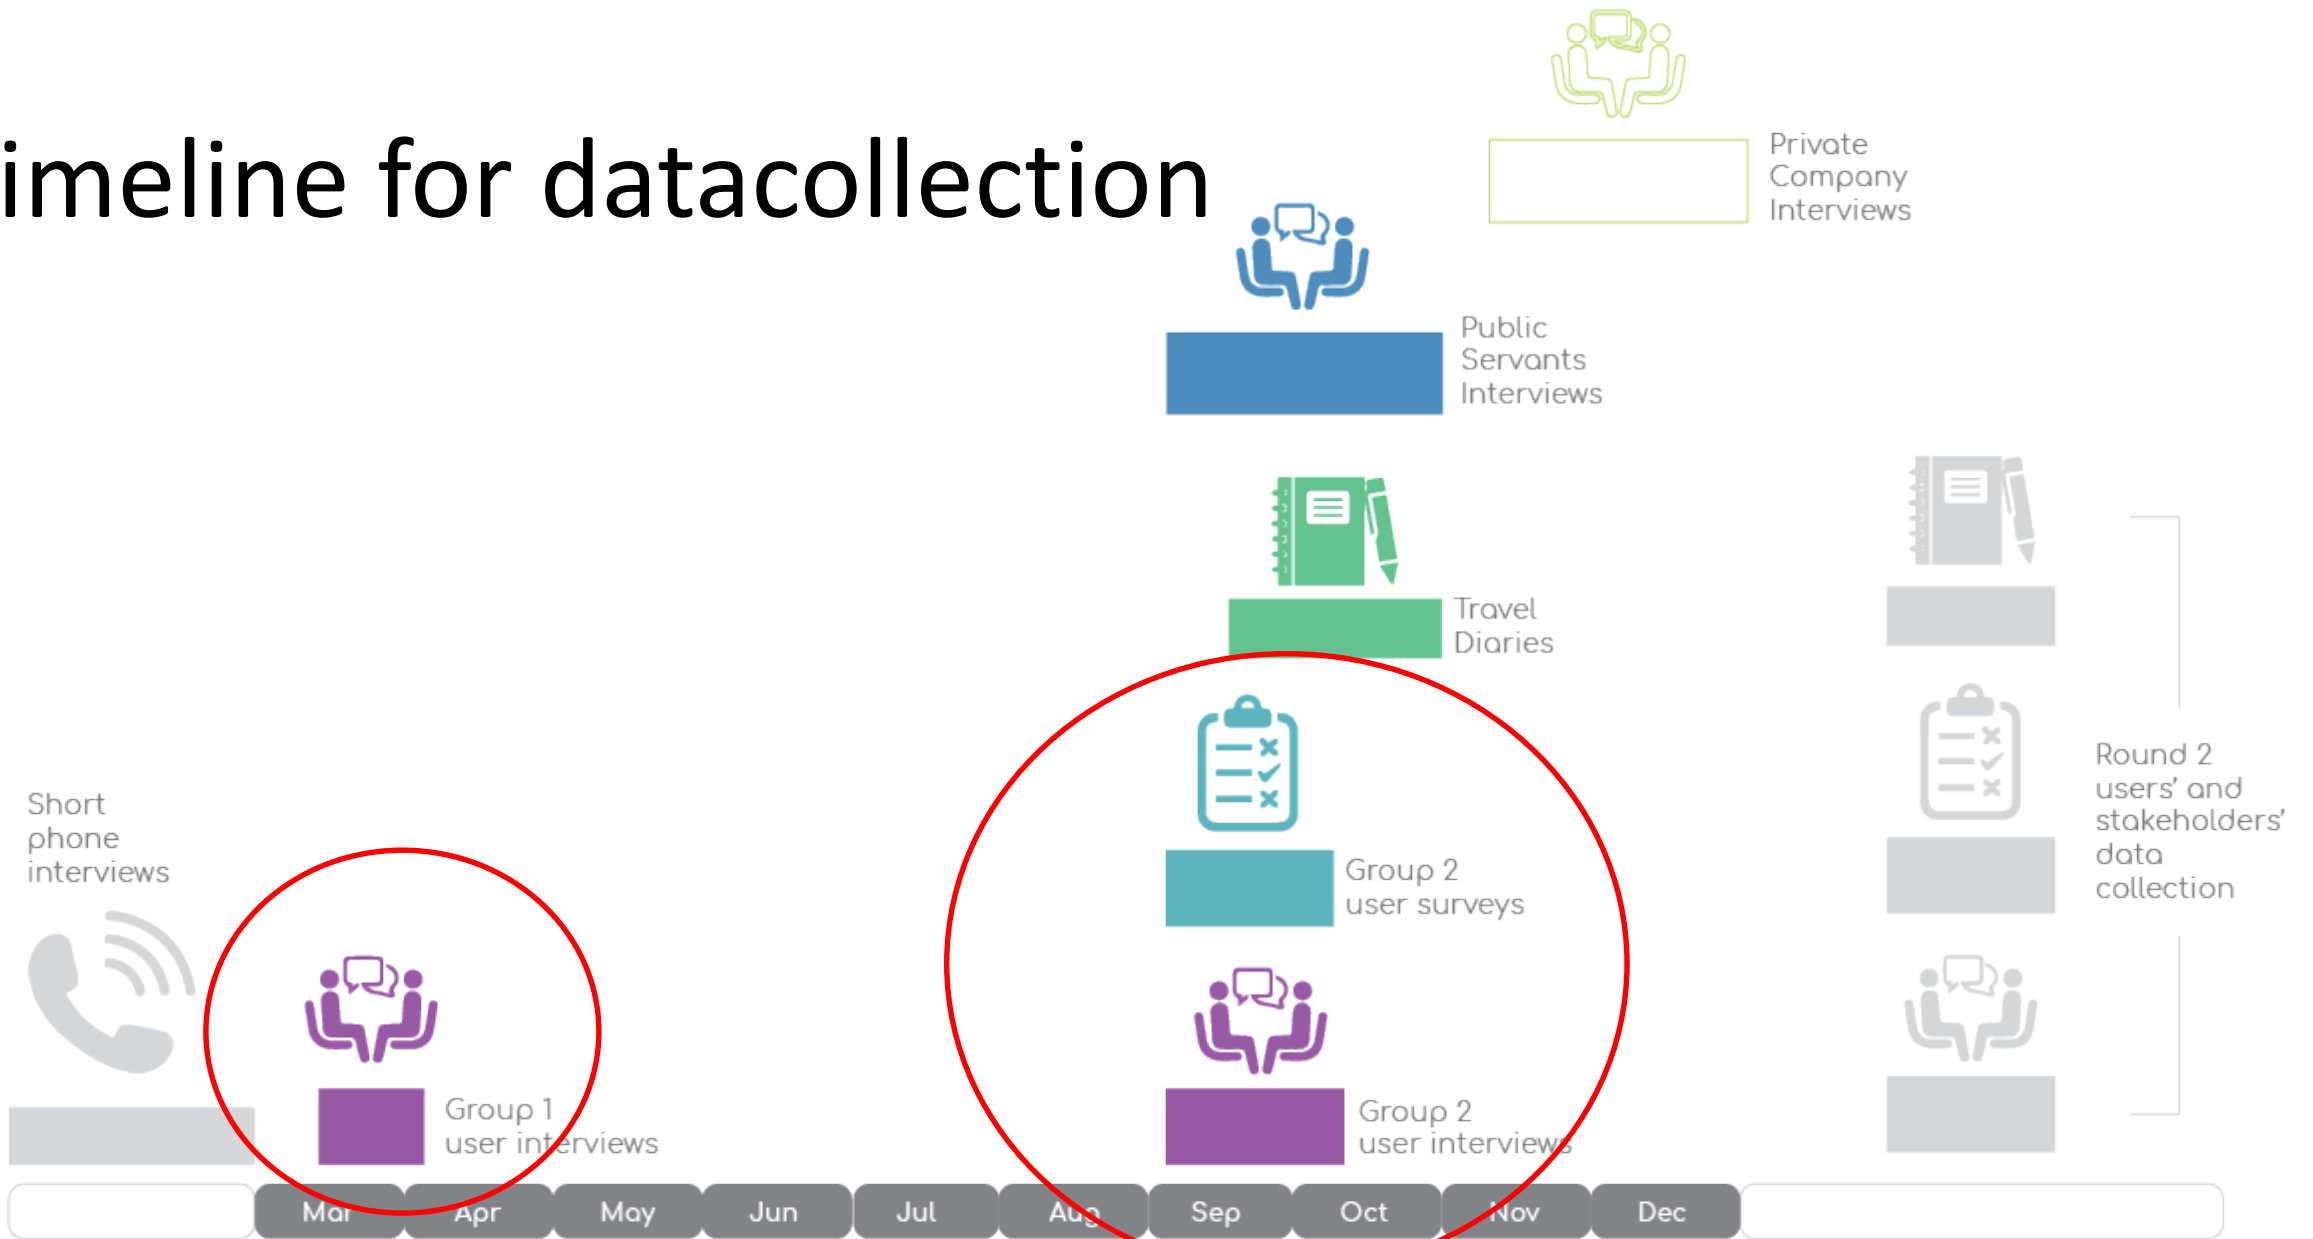 imeline for datacollection
Private
Company
Interviews
Public
Servants
Interviews
Travel
Diaries
Short
phone
interviews
Group 1
user interviews
Group 2
user surveys
Group 2
user interviews
Round 2
users' and
stakeholders'
data
collection
Mar Apr May Jun Jul Aug Sep Oct Nov Dec